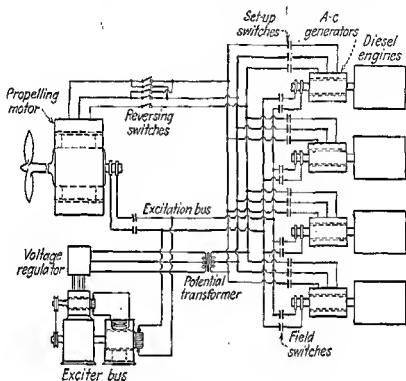 Set-up
switches
A-c
generators
Diesel
engines
Propelling
motor
Reversing
switches
Excitation bus
Voltage
regulator
Potential
transformer
Field
switches
Exciter bus